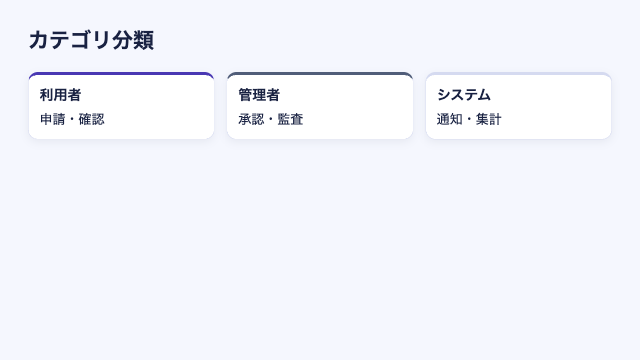 カテゴリ分類
利用者
申請・確認
管理者
承認・監査
システム
通知・集計